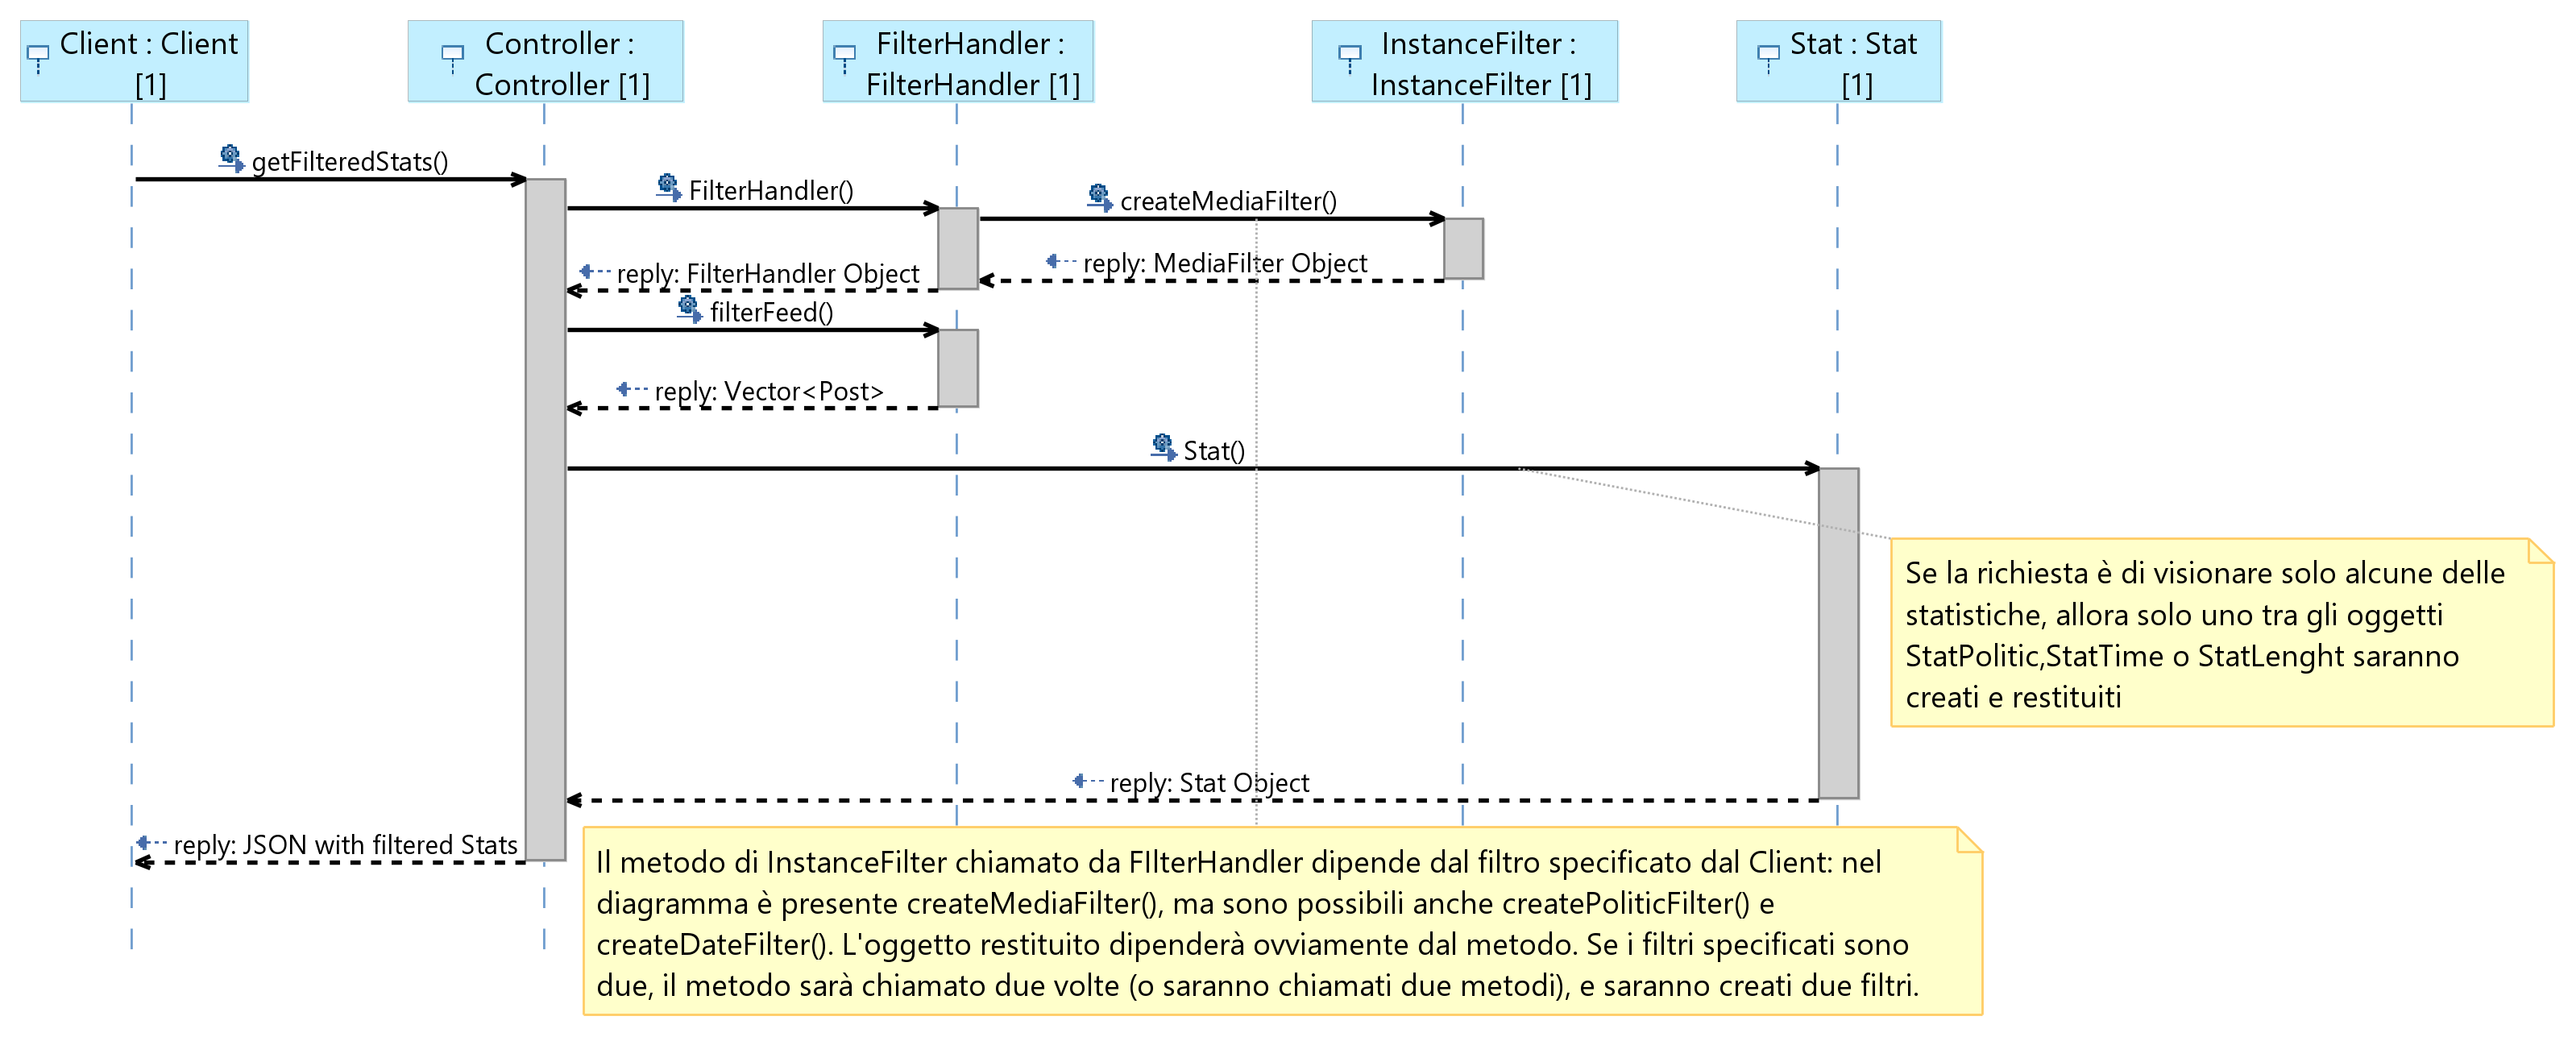 Client : Client
[1]
Controller :
Controller [1]
FilterHandler :
FilterHandler [1]
InstanceFilter :
InstanceFilter [1]
Stat : Stat
[1]
getFilteredStats()
FilterHandler()
createMediaFilter()
reply: MediaFilter Object
reply: FilterHandler Object
filterFeed()
reply: Vector<Post>
Stat()
Se la richiesta è di visionare solo alcune delle
statistiche, allora solo uno tra gli oggetti
StatPolitic,StatTime o StatLenght saranno
creati e restituiti
reply: Stat Object
reply: JSON with filtered Stats
Il metodo di InstanceFilter chiamato da FIlterHandler dipende dal filtro specificato dal Client: nel
diagramma è presente createMediaFilter(), ma sono possibili anche createPoliticFilter() e
createDateFilter(). L'oggetto restituito dipenderà ovviamente dal metodo. Se i filtri specificati sono
due, il metodo sarà chiamato due volte (o saranno chiamati due metodi), e saranno creati due filtri.